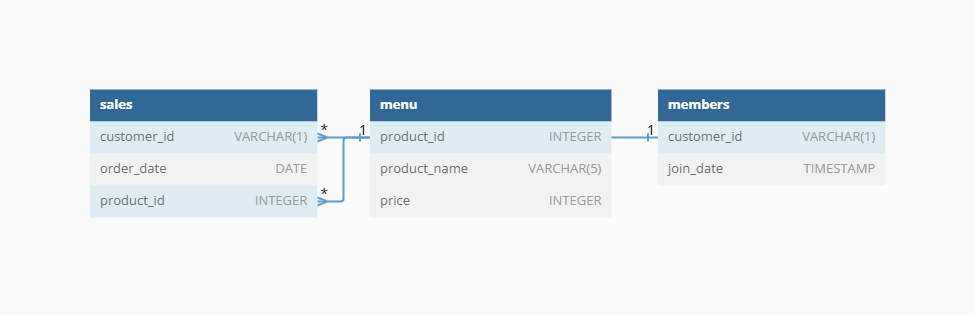 sales
customer_id VARCHAR(1)
order_date DATE
product_id INTEGER
*
*
1
menu
product_id INTEGER
product_name VARCHAR(5)
price INTEGER
1
members
customer_id VARCHAR(1)
join_date TIMESTAMP